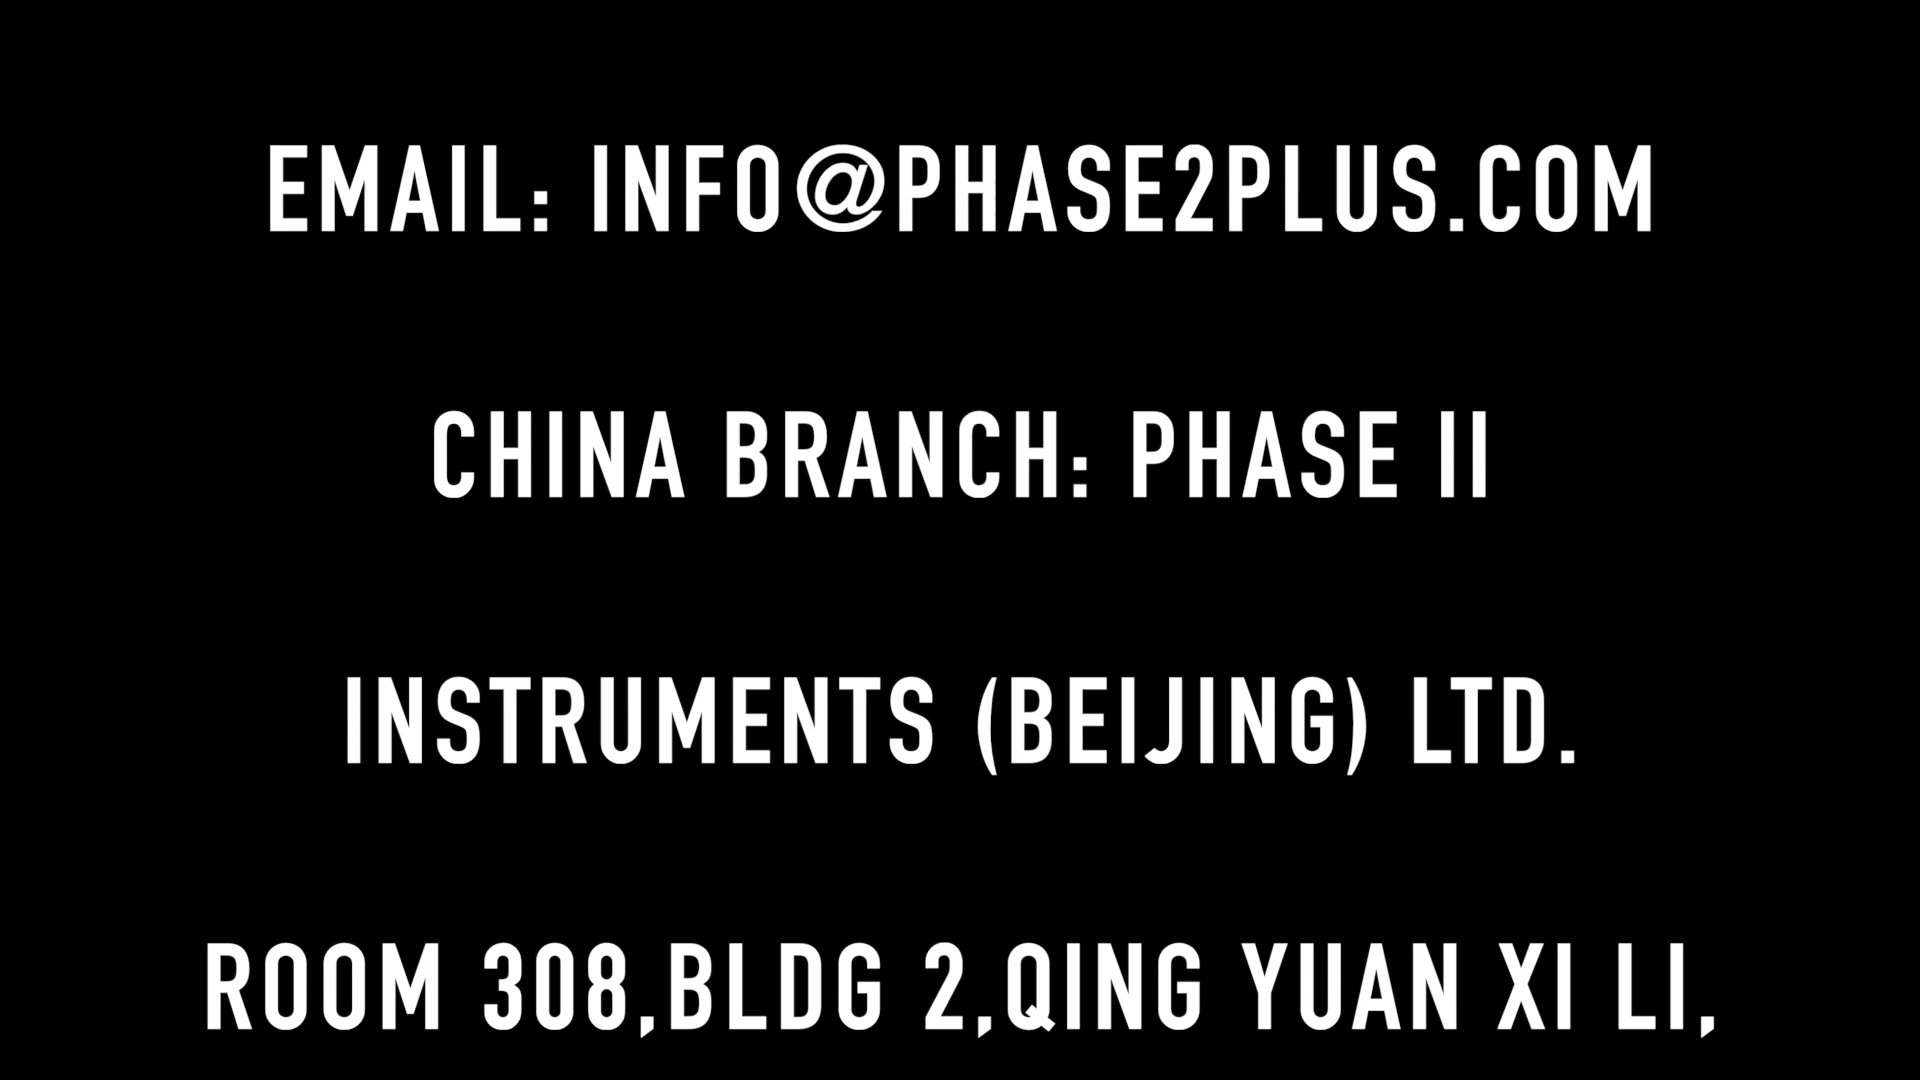 EMAIL: INFO@PHASE2PLUS.COM
CHINA BRANCH: PHASE II
INSTRUMENTS (BEIJING) LTD.
ROOM 308,BLDG 2,QING YUAN XI LI,